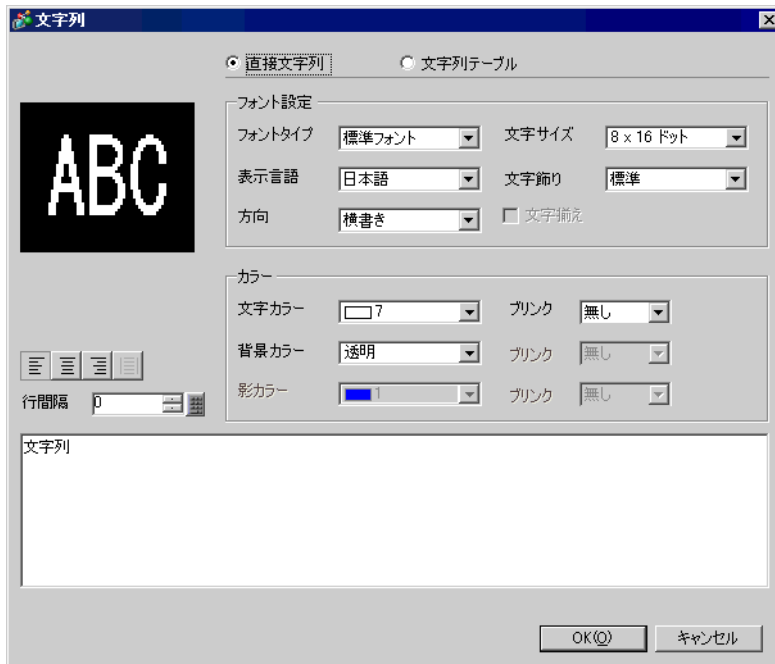 文字列
直接文字列 文字列テーブル
ABC
フォント設定
フォントタイプ 標準フォント 文字サイズ 8 x 16 ドット
表示言語 日本語 文字飾り 標準
方向 横書き 文字揃え
カラー
文字カラー 7 ブリンク 無し
背景カラー 透明 ブリンク 無し
影カラー 1 ブリンク 無し
行間隔 0
文字列
OK(O) キャンセル